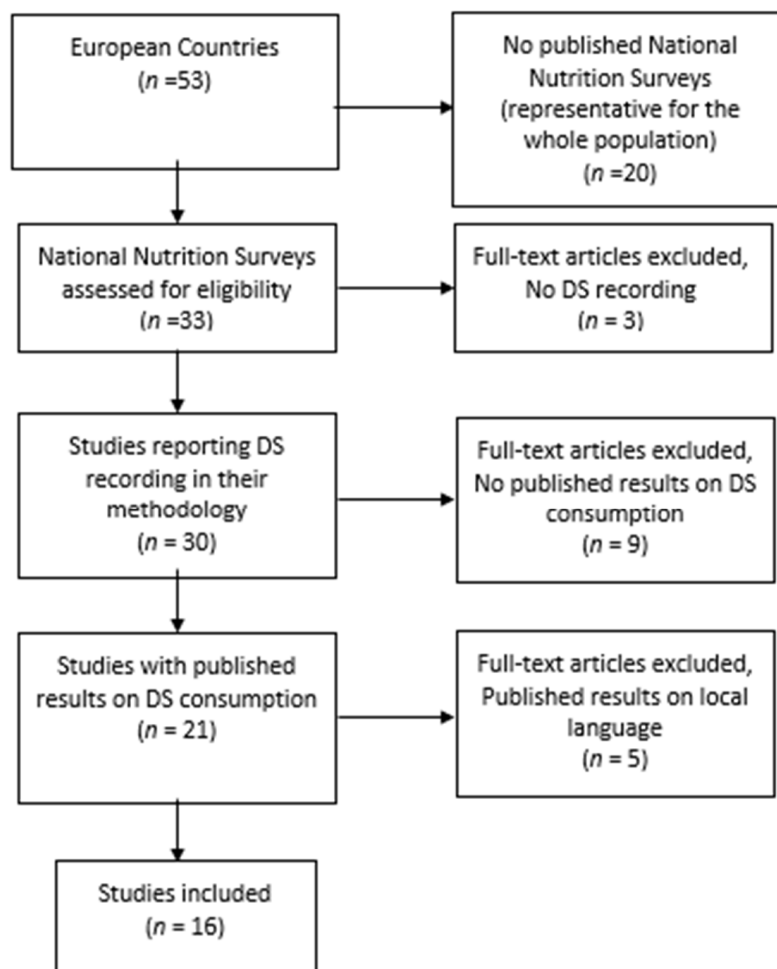 European Countries
(n =53)
No published National
Nutrition Surveys
(representative for the
whole population)
(n =20)
National Nutrition Surveys
assessed for eligibility
(n =33)
Full-text articles excluded,
No DS recording
(n = 3)
Studies reporting DS
recording in their
methodology
(n = 30)
Full-text articles excluded,
No published results on DS
consumption
(n = 9)
Studies with published
results on DS consumption
(n = 21)
Full-text articles excluded,
Published results on local
language
(n = 5)
Studies included
(n = 16)